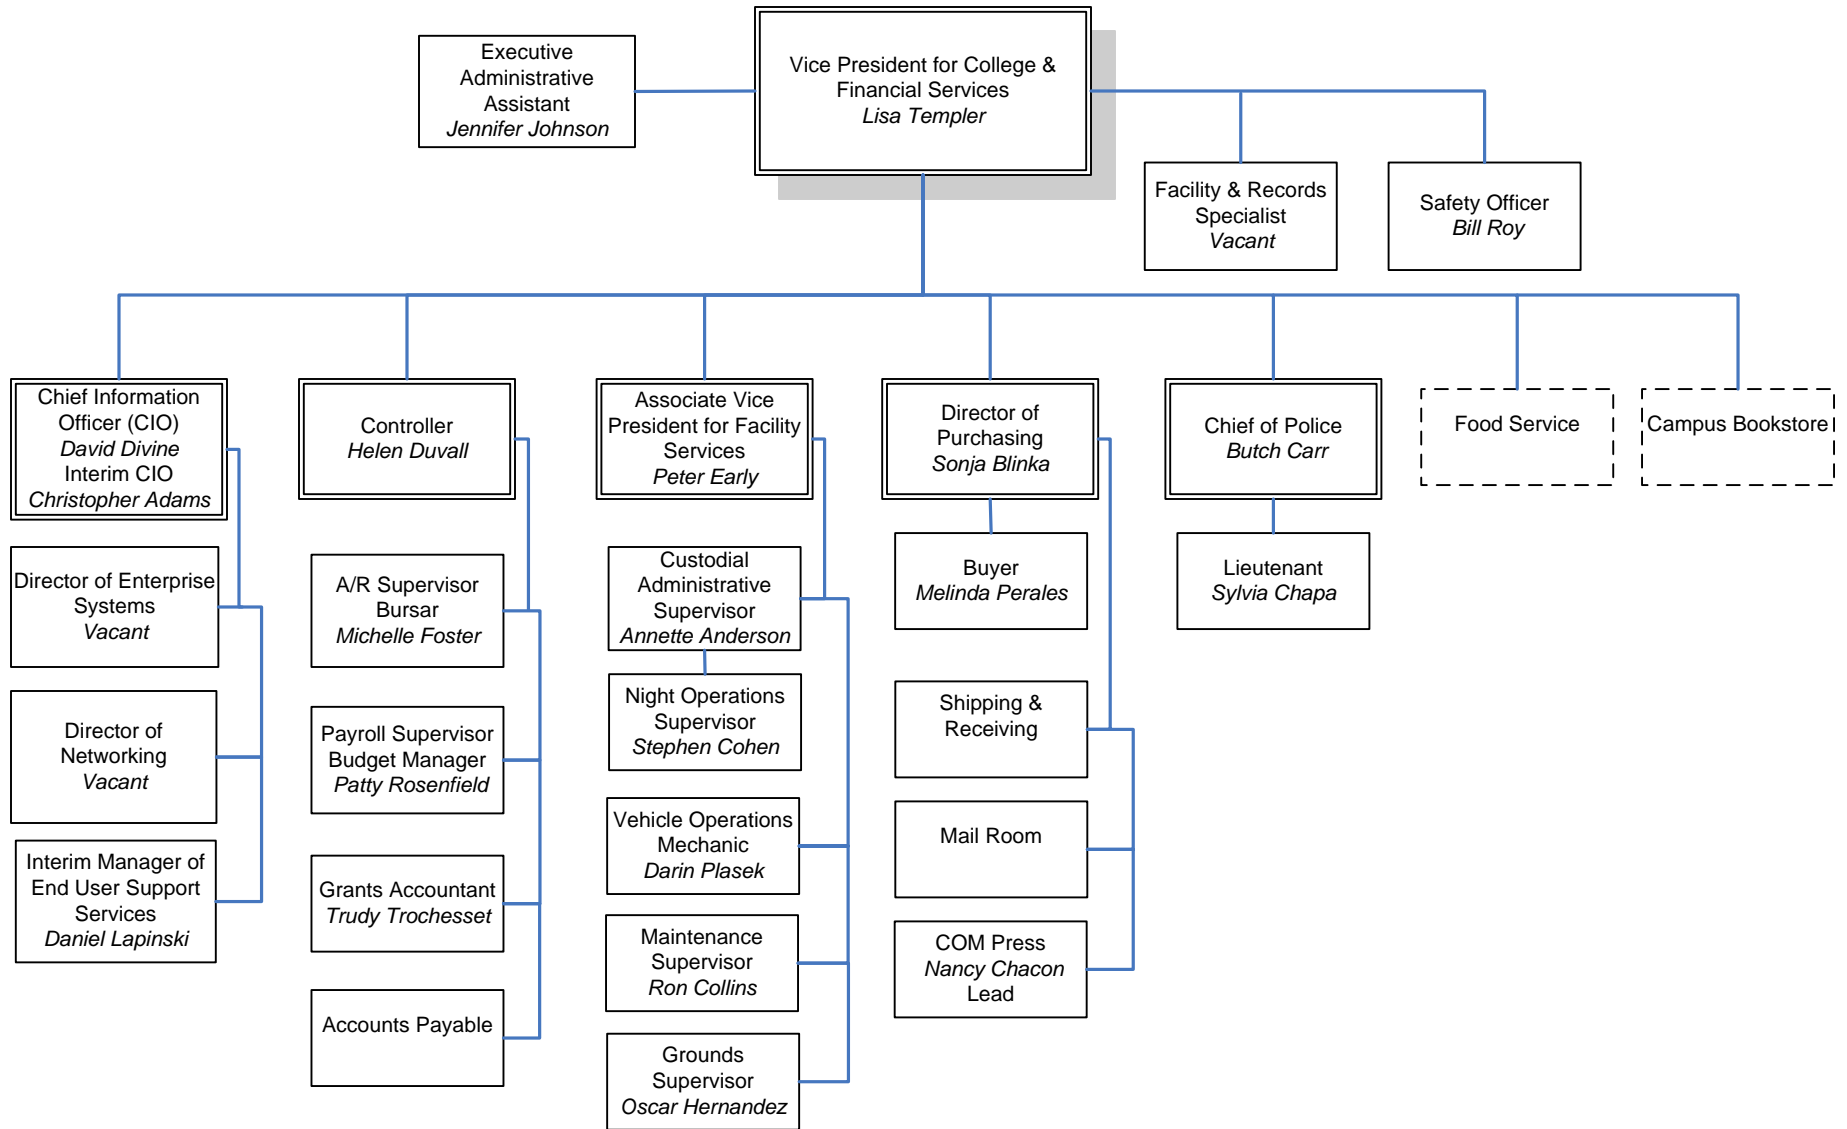 Executive
Administrative
Assistant
Jennifer Johnson
Vice President for College &
Financial Services
Lisa Templer
Facility & Records
Specialist
Vacant
Safety Officer
Bill Roy
Chief Information
Officer (CIO)
David Divine
Interim CIO
Christopher Adams
Controller
Helen Duvall
Associate Vice
President for Facility
Services
Peter Early
Director of
Purchasing
Sonja Blinka
Chief of Police
Butch Carr
Food Service
Campus Bookstore
Director of Enterprise
Systems
Vacant
Director of
Networking
Vacant
Interim Manager of
End User Support
Services
Daniel Lapinski
A/R Supervisor
Bursar
Michelle Foster
Payroll Supervisor
Budget Manager
Patty Rosenfield
Grants Accountant
Trudy Trochesset
Accounts Payable
Custodial
Administrative
Supervisor
Annette Anderson
Night Operations
Supervisor
Stephen Cohen
Vehicle Operations
Mechanic
Darin Plasek
Maintenance
Supervisor
Ron Collins
Grounds
Supervisor
Oscar Hernandez
Buyer
Melinda Perales
Shipping &
Receiving
Mail Room
COM Press
Nancy Chacon
Lead
Lieutenant
Sylvia Chapa